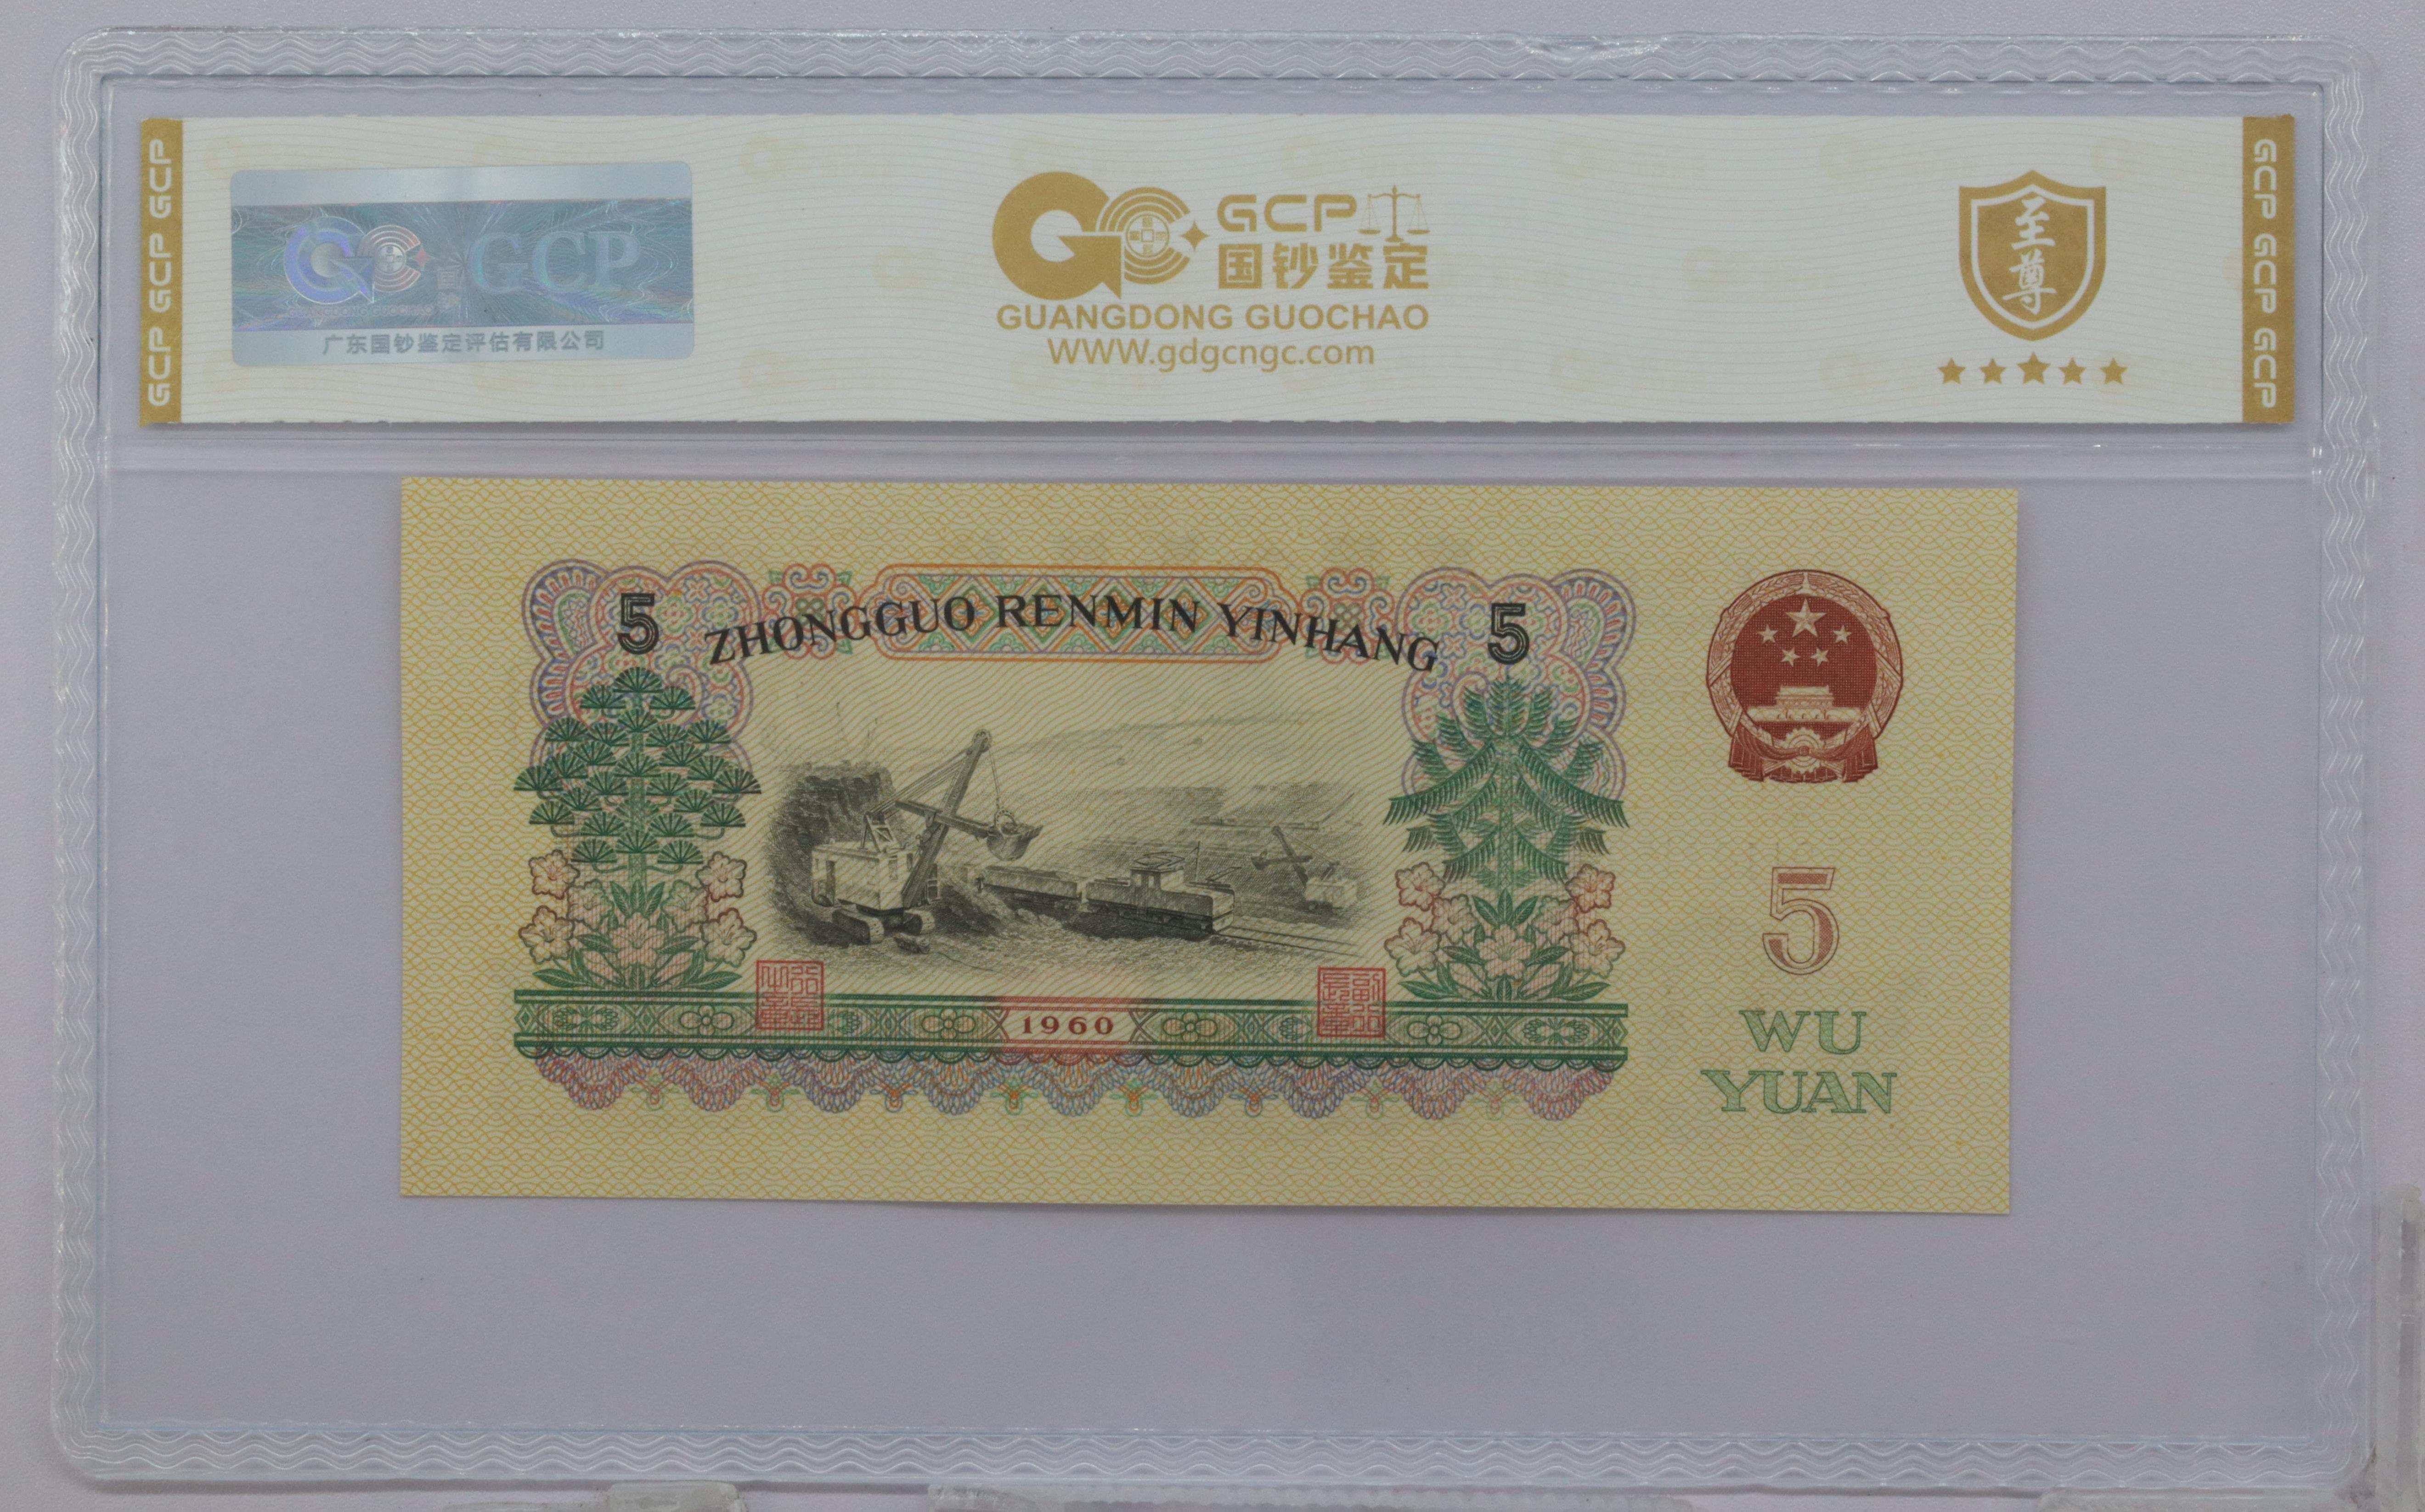 GCP GCP GCP
GCP
GUANGDONG GUOCHAO
广东国钞鉴定评估有限公司
GCP
国钞鉴定
GUANGDONG GUOCHAO
WWW.gdgcngc.com
至尊
GCP GCP GCP
5
ZHONGGUO RENMIN YINHANG
5
1960
5
WU
YUAN